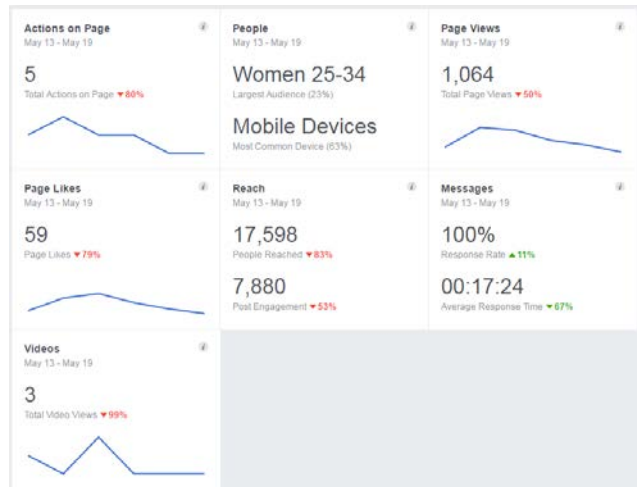 Actions on Page
May 13 - May 19
5
Total Actions on Page ▼80%
People
May 13 - May 19
Women 25-34
Largest Audience (23%)
Mobile Devices
Most Common Device (63%)
Page Views
May 13 - May 19
1,064
Total Page Views ▼50%
Page Likes
May 13 - May 19
59
Page Likes ▼79%
Reach
May 13 - May 19
17,598
People Reached ▼83%
7,880
Post Engagement ▼53%
Messages
May 13 - May 19
100%
Response Rate ▲11%
00:17:24
Average Response Time ▼67%
Videos
May 13 - May 19
3
Total Video Views ▼99%